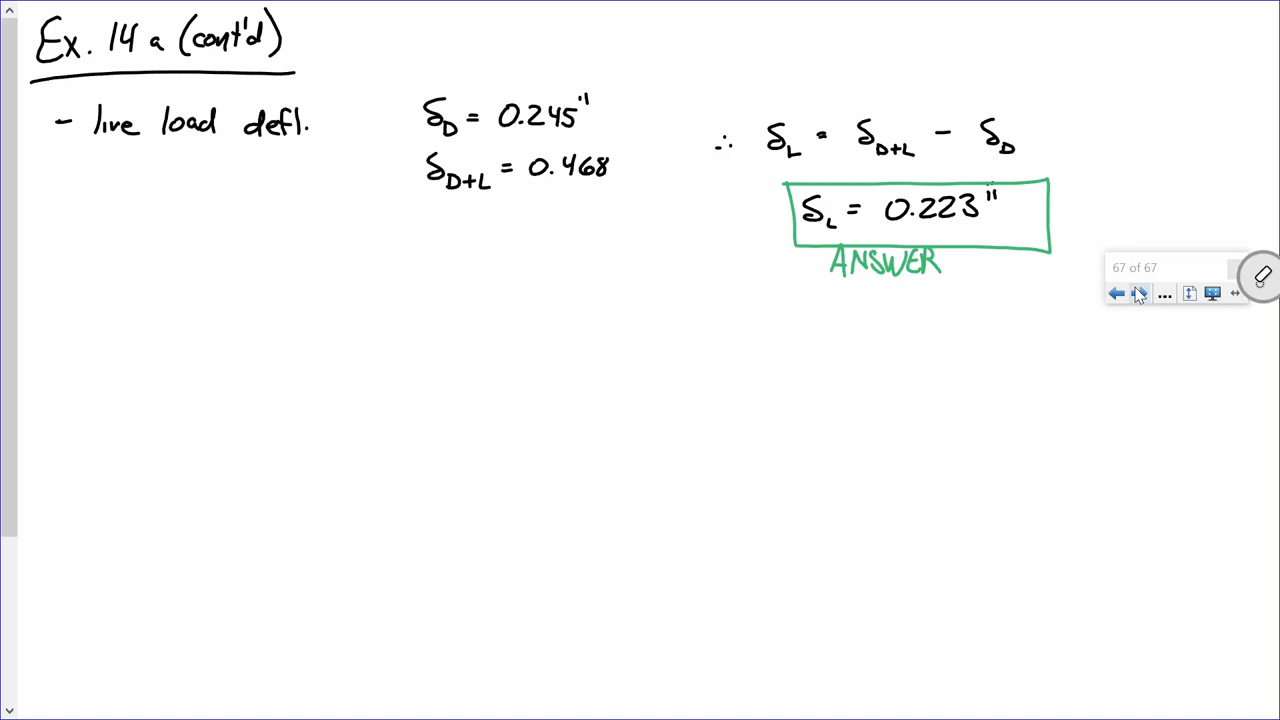 Ex. 14 a (cont'd)
- live load defl.
δD = 0.245"
δD+L = 0.468
∴ δL = δD+L - δD
δL = 0.223"
ANSWER
67 of 67